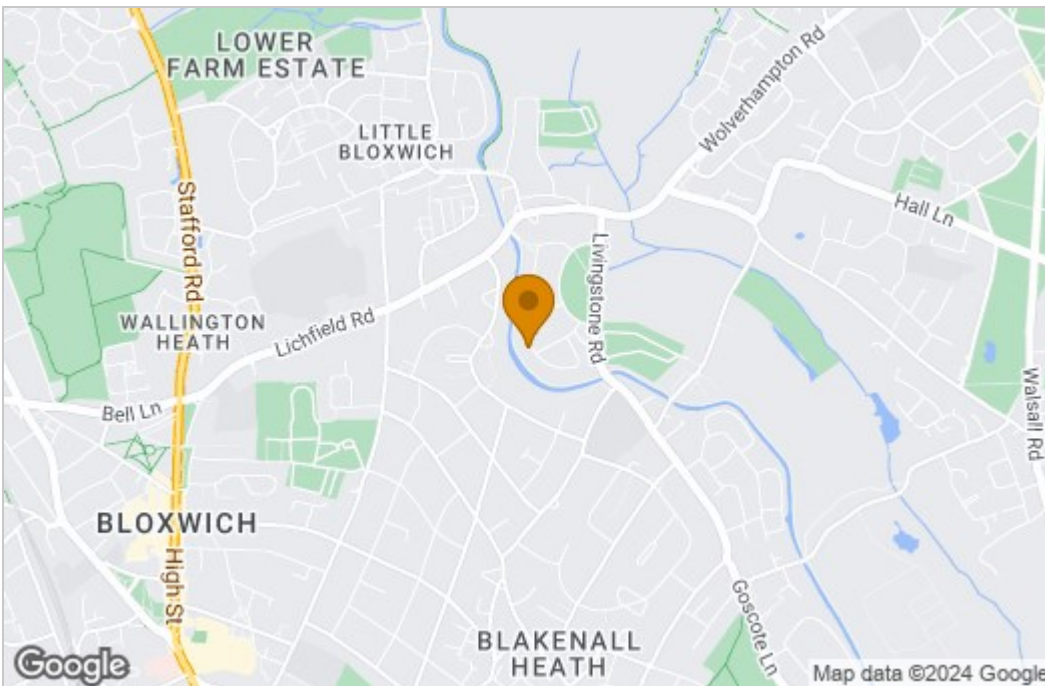 LOWER
FARM ESTATE
Wolverhampton Rd
LITTLE
BLOXWICH
Stafford Rd
Hall Ln
Livingstone Rd
WALLINGTON
HEATH
Lichfield Rd
Walsall Rd
Bell Ln
BLOXWICH
High St
Goscote Ln
BLAKENALL
HEATH
Google
Map data ©2024 Google